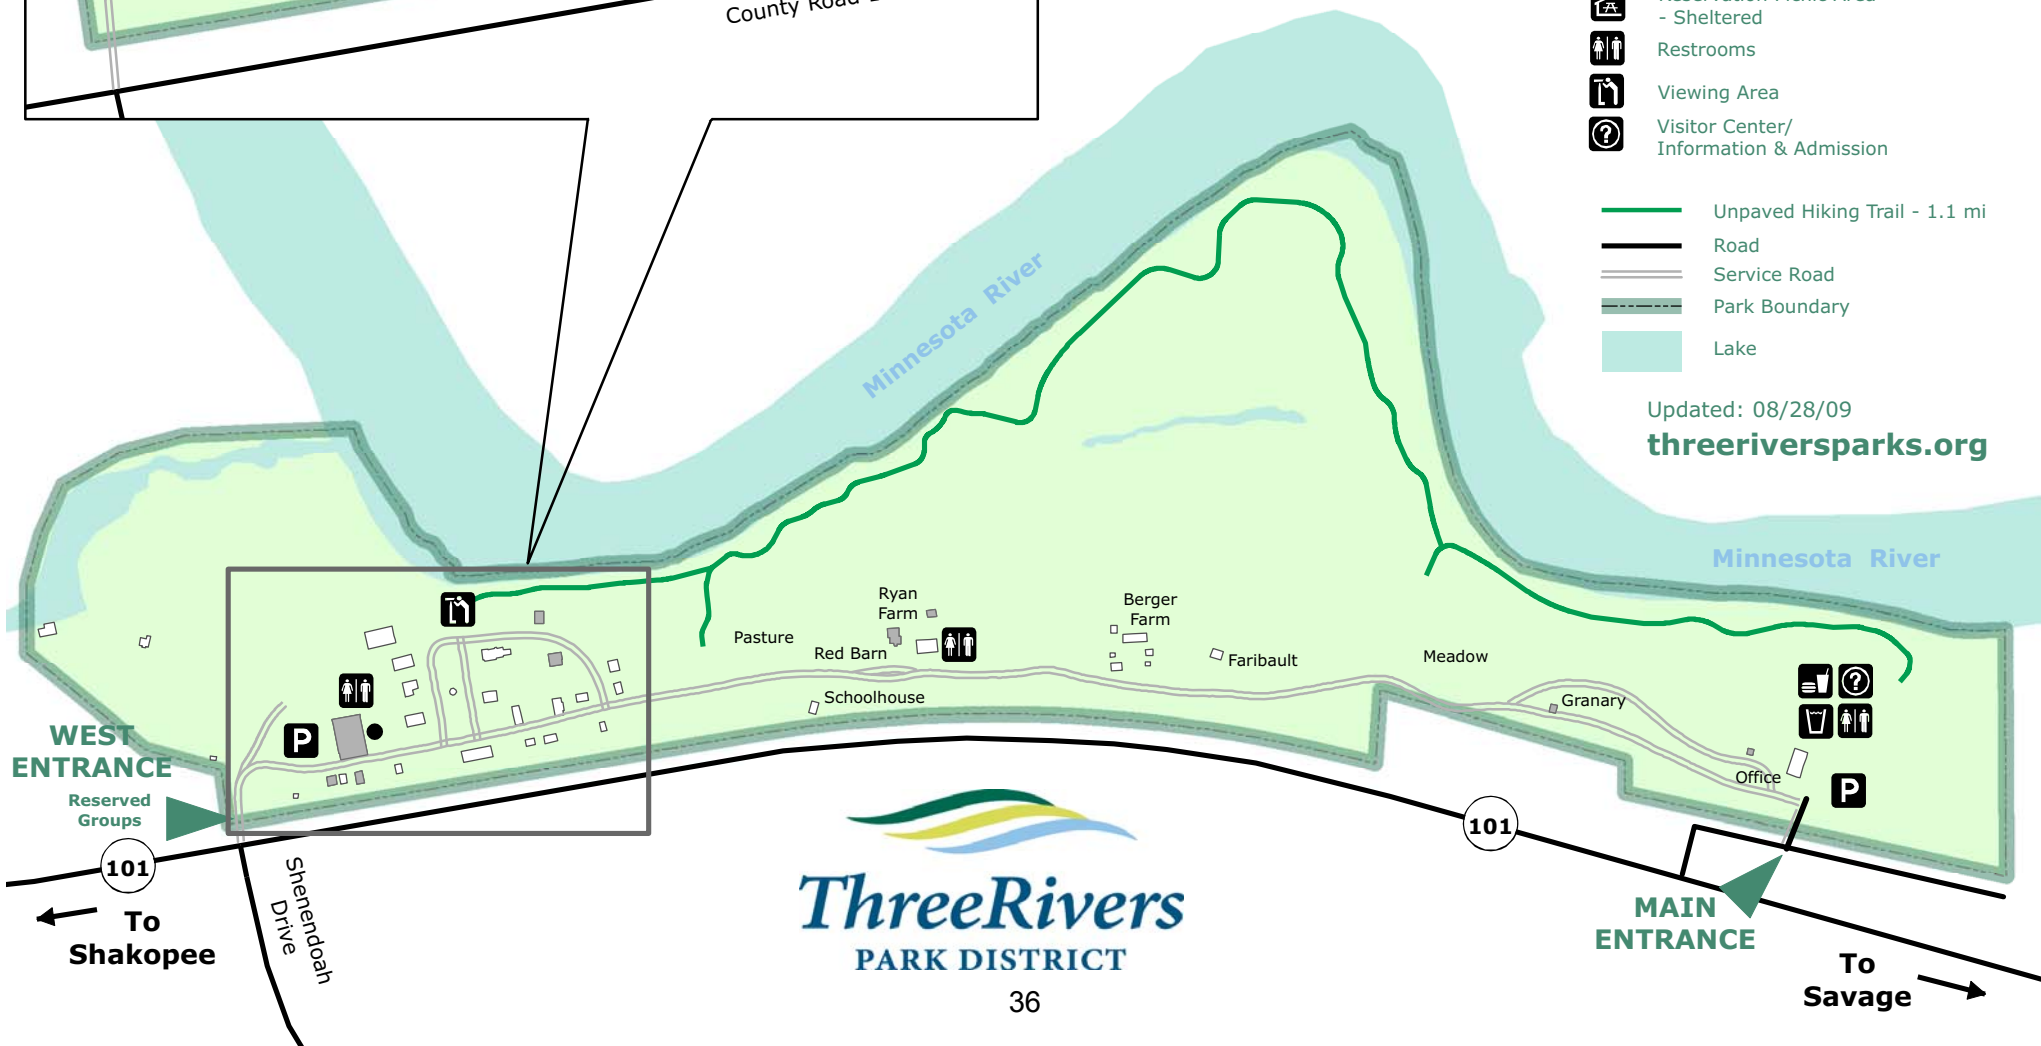 County Road
- Sheltered
Restrooms
Viewing Area
Visitor Center/
Information & Admission
Unpaved Hiking Trail - 1.1 mi
Road
Service Road
Park Boundary
Lake
Updated: 08/28/09
threeriversparks.org
Minnesota River
Minnesota River
Ryan
Farm
Berger
Farm
Pasture
Red Barn
Schoolhouse
Faribault
Meadow
Granary
Office
P
P
WEST
ENTRANCE
Reserved
Groups
101
101
To
Shakopee
Shenendoah
Drive
ThreeRivers
PARK DISTRICT
36
MAIN
ENTRANCE
To
Savage